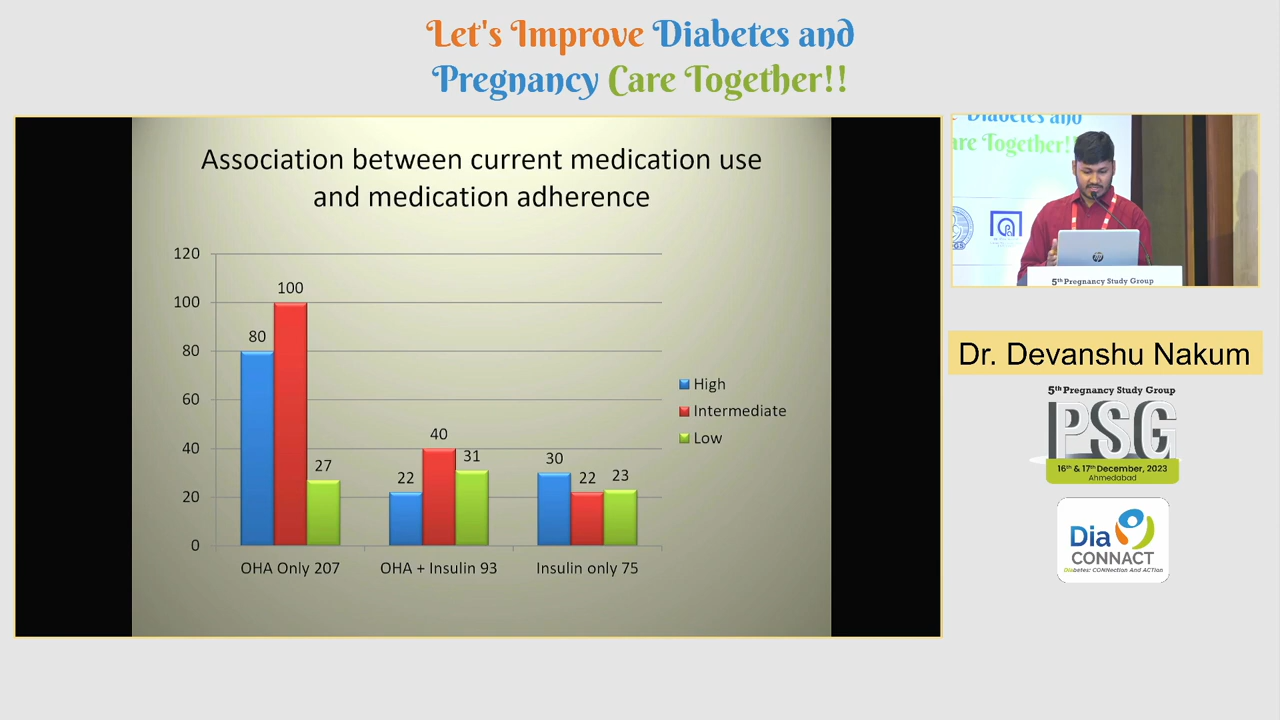 Let's Improve Diabetes and
Pregnancy Care Together!!
Association between current medication use
and medication adherence
120
100
80
60
40
20
0
80
100
27
22
40
31
30
22
23
OHA Only 207
OHA + Insulin 93
Insulin only 75
High
Intermediate
Low
Diabetes and
are Together!!
hp
5th Pregnancy Study Group
Dr. Devanshu Nakum
5th Pregnancy Study Group
PSG
16th & 17th December, 2023
Ahmedabad
Dia
CONNACT
Diabetes: CONNection And ACTion